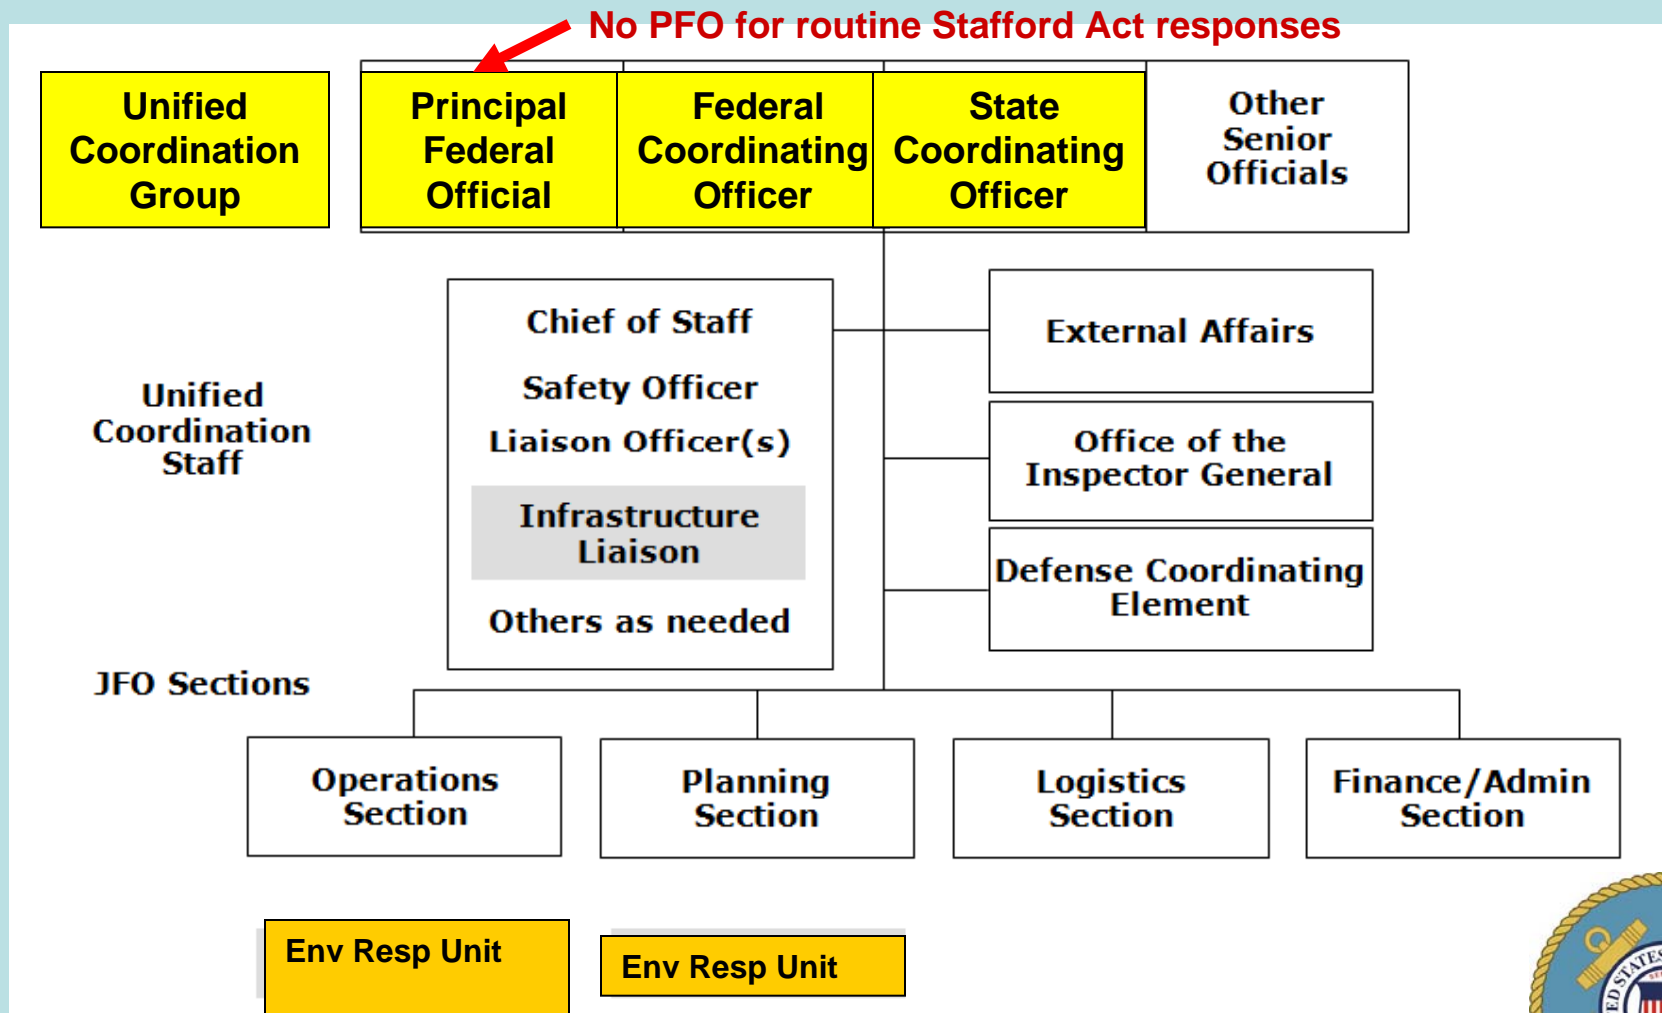 No PFO for routine Stafford Act responses
Unified
Coordination
Group
Principal
Federal
Official
Federal
Coordinating
Officer
State
Coordinating
Officer
Other
Senior
Officials
Unified
Coordination
Staff
Chief of Staff
Safety Officer
Liaison Officer(s)
Infrastructure
Liaison
Others as needed
External Affairs
Office of the
Inspector General
Defense Coordinating
Element
JFO Sections
Operations
Section
Planning
Section
Logistics
Section
Finance/Admin
Section
Env Resp Unit
Env Resp Unit